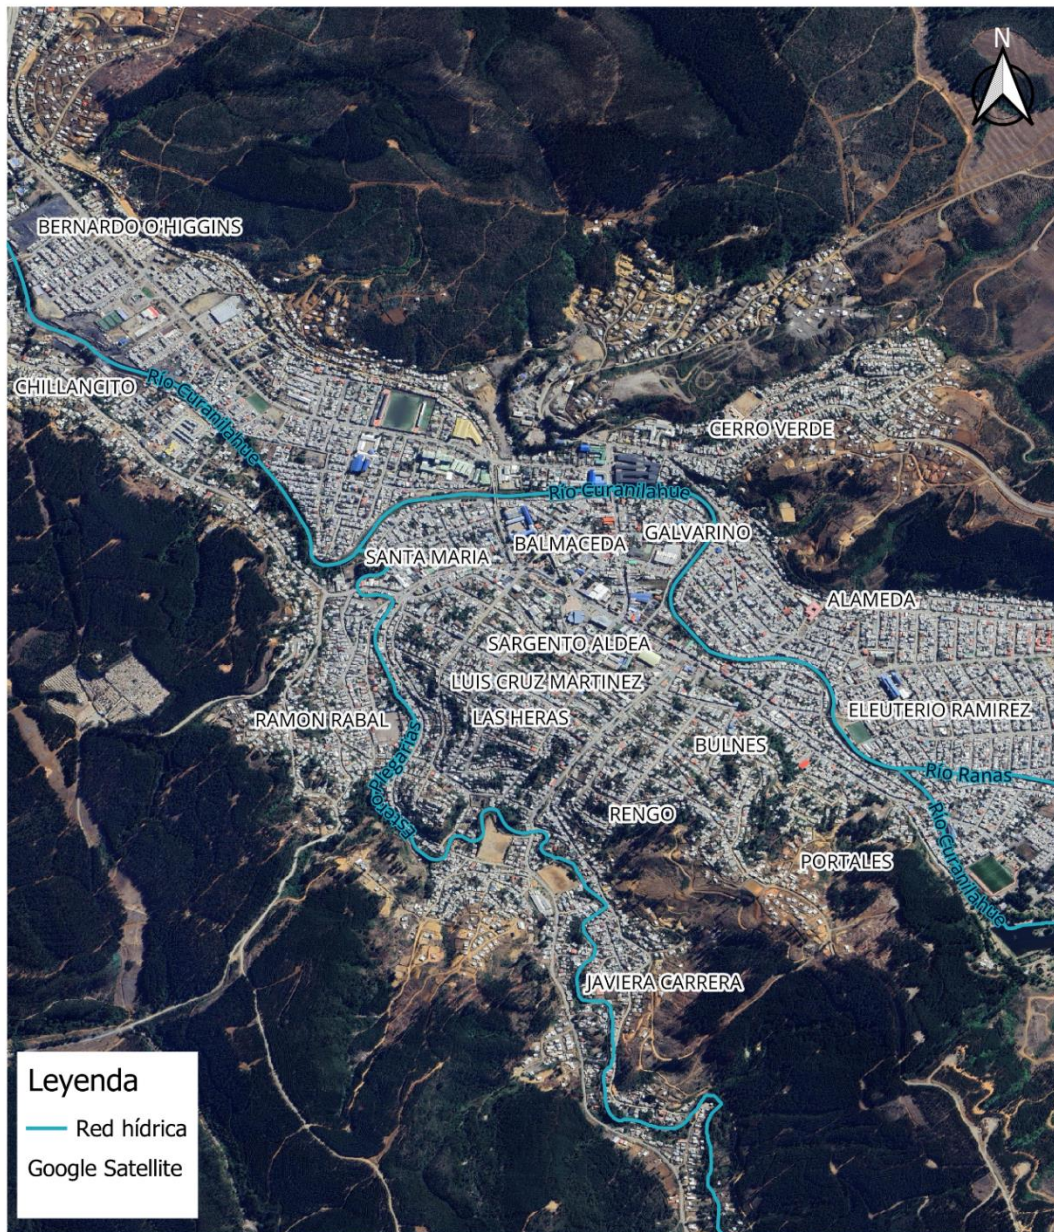 N
BERNARDO O'HIGGINS
CHILLANCITO
Río Curanilahue
CERRO VERDE
Río Curanilahue
GALVARINO
BALMACEDA
SANTA MARIA
ALAMEDA
SARGENTO ALDEA
LUIS CRUZ MARTINEZ
ELEUTERIO RAMIREZ
RAMON RABAL
LAS HERAS
BULNES
Estero Plegarias
Río Ranas
RENGO
Río Curanilahue
PORTALES
JAVIERA CARRERA
Leyenda
Red hídrica
Google Satellite